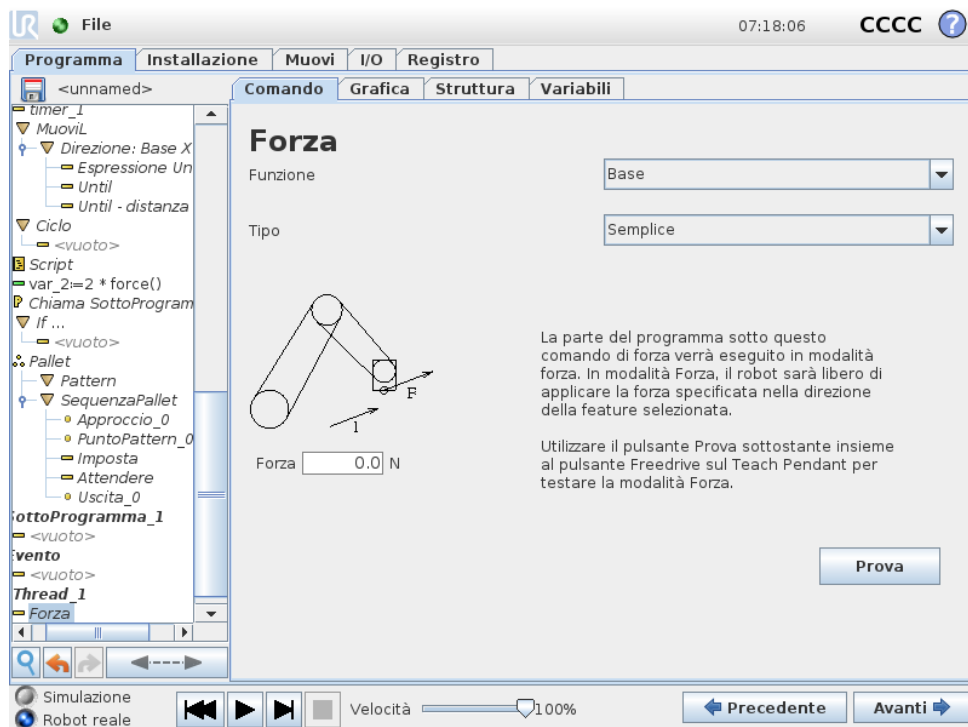 UR File 07:18:06 CCCC ?
Programma Installazione Muovi I/O Registro
<unnamed>
Comando Grafica Struttura Variabili
timer_1
MuoviL
Direzione: Base X
Espressione Un
Until
Until - distanza
Ciclo
<vuoto>
Script
var_2:=2 * force()
Chiama SottoProgram
If ...
<vuoto>
Pallet
Pattern
SequenzaPallet
Approccio_0
PuntoPattern_0
Imposta
Attendere
Uscita_0
SottoProgramma_1
<vuoto>
Evento
<vuoto>
Thread_1
Forza
Forza
Funzione Base
Tipo Semplice
F
1
Forza 0.0 N
La parte del programma sotto questo
comando di forza verrà eseguito in modalità
forza. In modalità Forza, il robot sarà libero di
applicare la forza specificata nella direzione
della feature selezionata.
Utilizzare il pulsante Prova sottostante insieme
al pulsante Freedrive sul Teach Pendant per
testare la modalità Forza.
Prova
Simulazione
Robot reale
Velocità 100%
Precedente Avanti